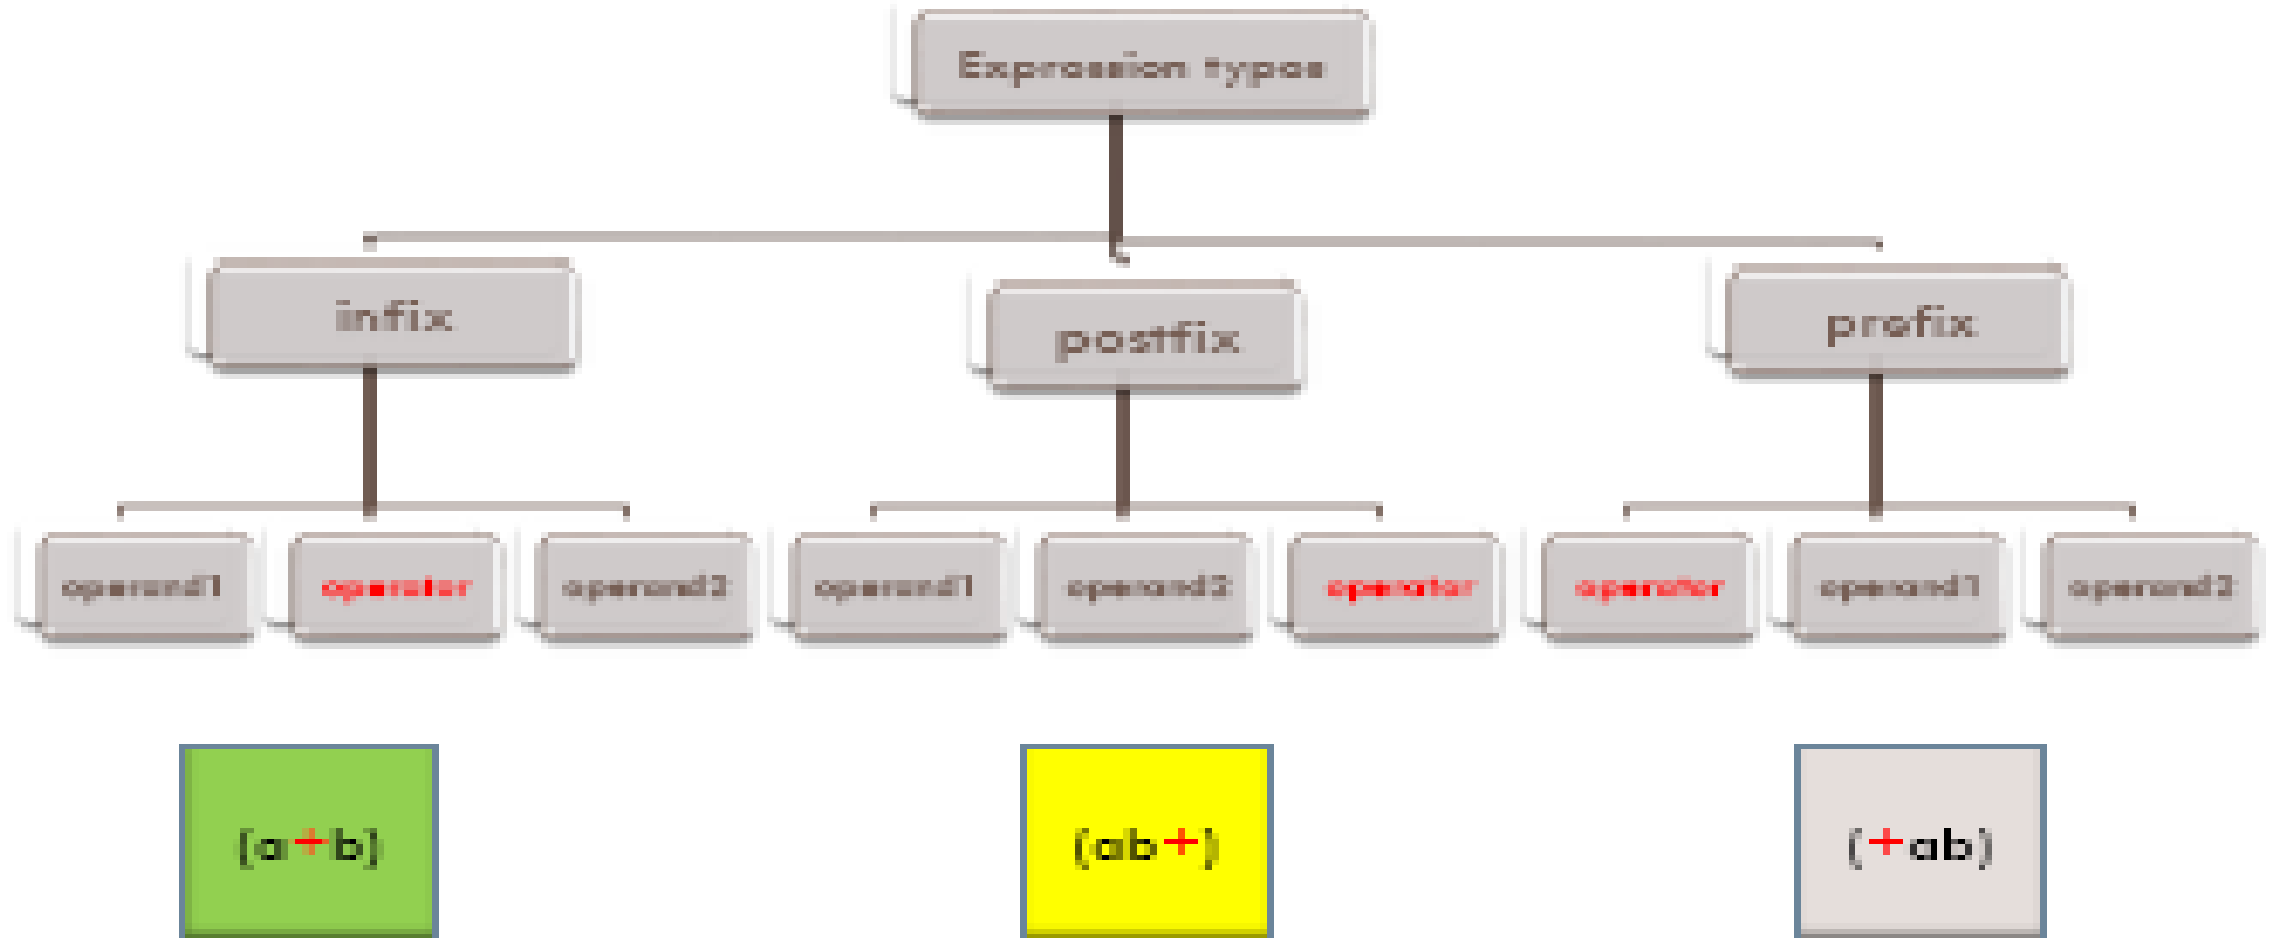 Expression types
infix
postfix
prefix
operand1 operator operand2 operand1 operand2 operator operator operand1 operand2
(a+b) (ab+) (+ab)